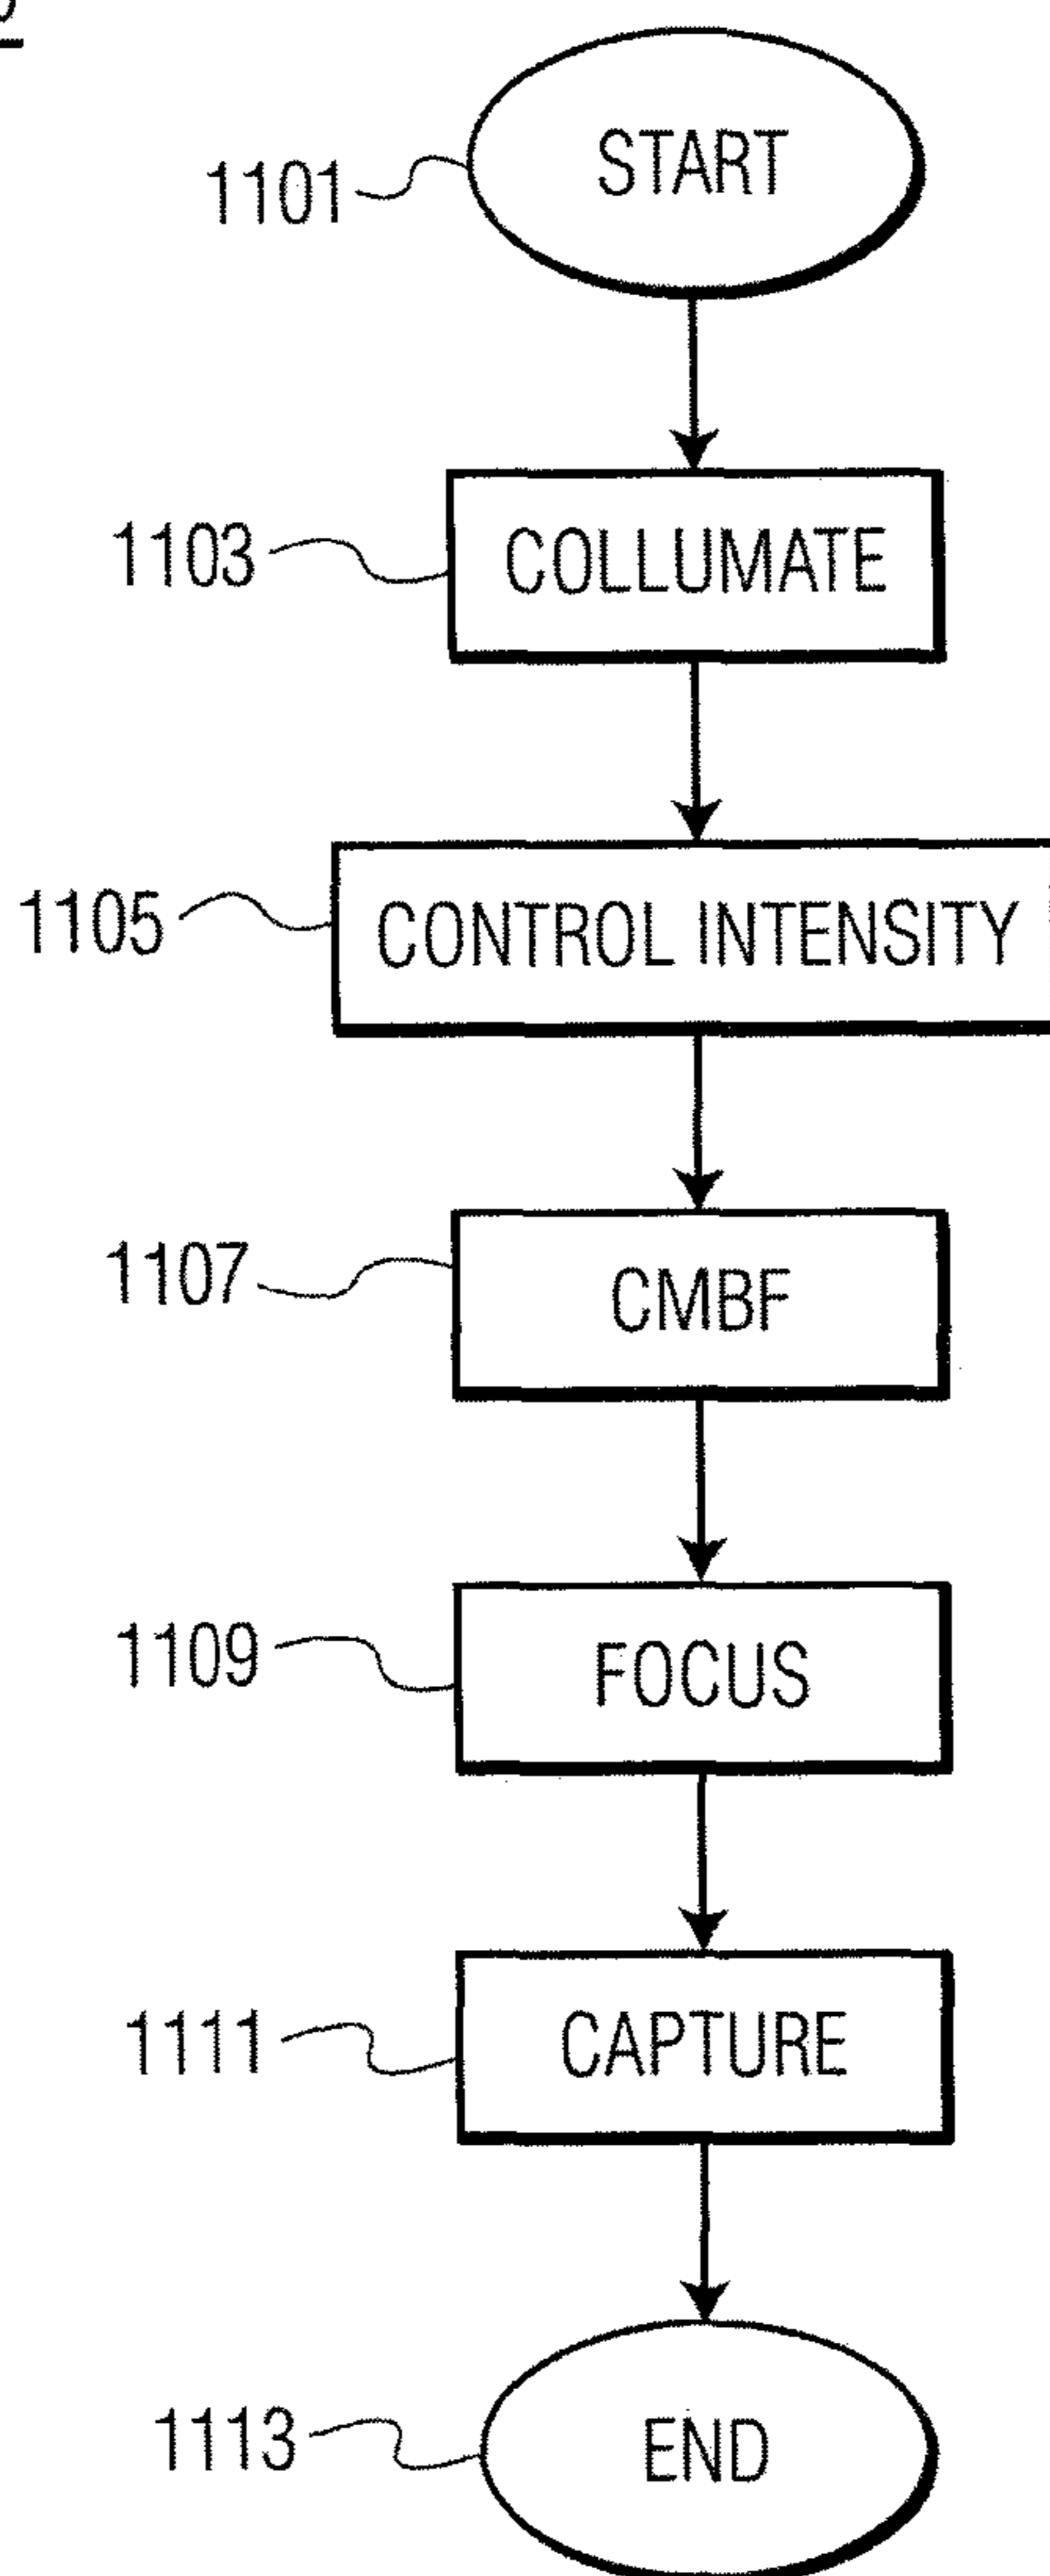 START
1101
COLLUMATE
1103
CONTROL INTENSITY
1105
CMBF
1107
FOCUS
1109
CAPTURE
1111
END
1113